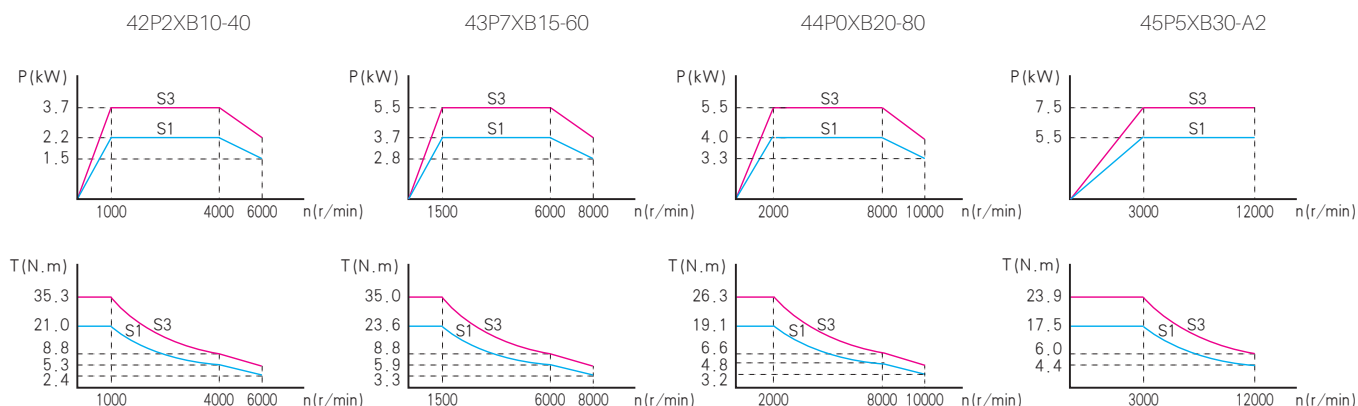 42P2XB10-40
43P7XB15-60
44P0XB20-80
45P5XB30-A2
P(kW)
3.7
2.2
1.5
S3
S1
1000 4000 6000 n(r/min)
P(kW)
5.5
3.7
2.8
S3
S1
1500 6000 8000 n(r/min)
P(kW)
5.5
4.0
3.3
S3
S1
2000 8000 10000 n(r/min)
P(kW)
7.5
5.5
S3
S1
3000 12000 n(r/min)
T(N.m)
35.3
21.0
8.8
5.3
2.4
S1 S3
1000 4000 6000 n(r/min)
T(N.m)
35.0
23.6
8.8
5.9
3.3
S1 S3
1500 6000 8000 n(r/min)
T(N.m)
26.3
19.1
6.6
4.8
3.2
S1 S3
2000 8000 10000 n(r/min)
T(N.m)
23.9
17.5
6.0
4.4
S1 S3
3000 12000 n(r/min)